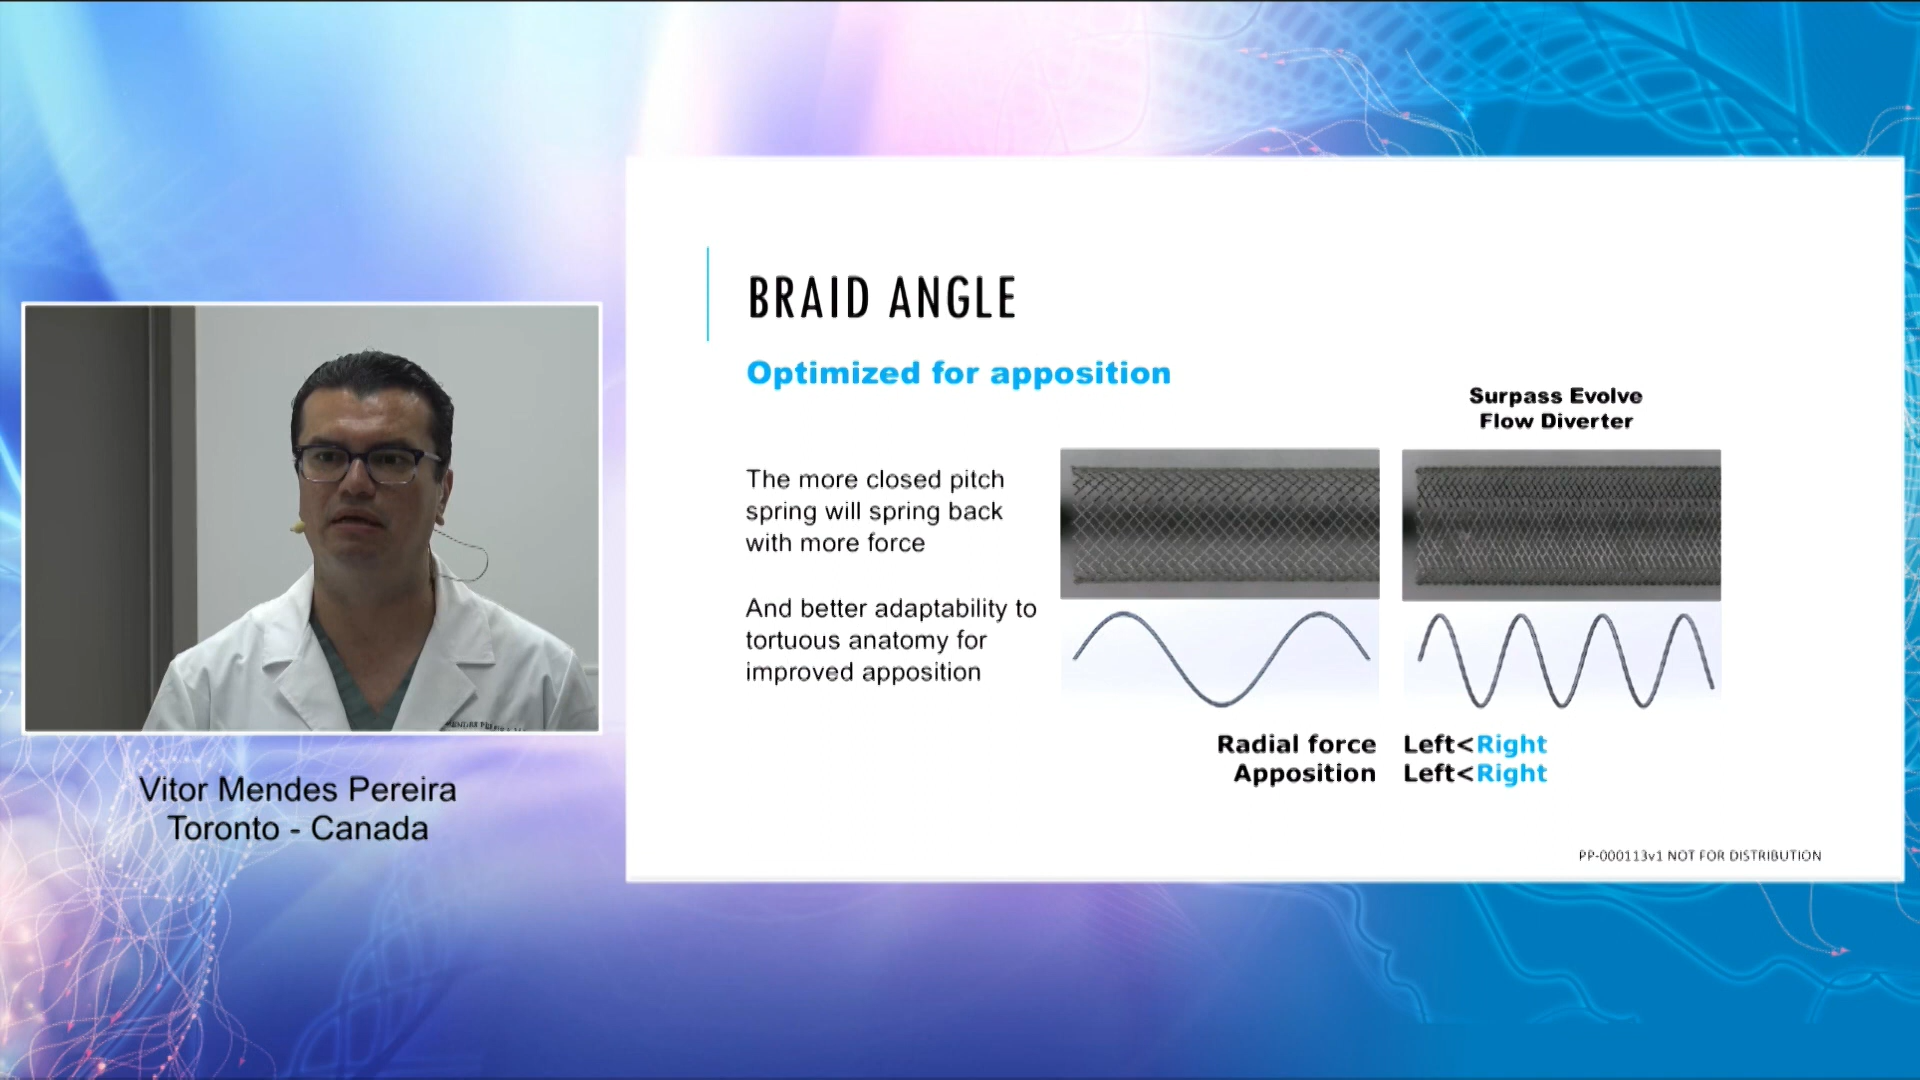 BRAID ANGLE
Optimized for apposition
Surpass Evolve
Flow Diverter
The more closed pitch
spring will spring back
with more force
And better adaptability to
tortuous anatomy for
improved apposition
Radial force Left<Right
Apposition Left<Right
PP-000113v1 NOT FOR DISTRIBUTION
Vitor Mendes Pereira
Toronto - Canada